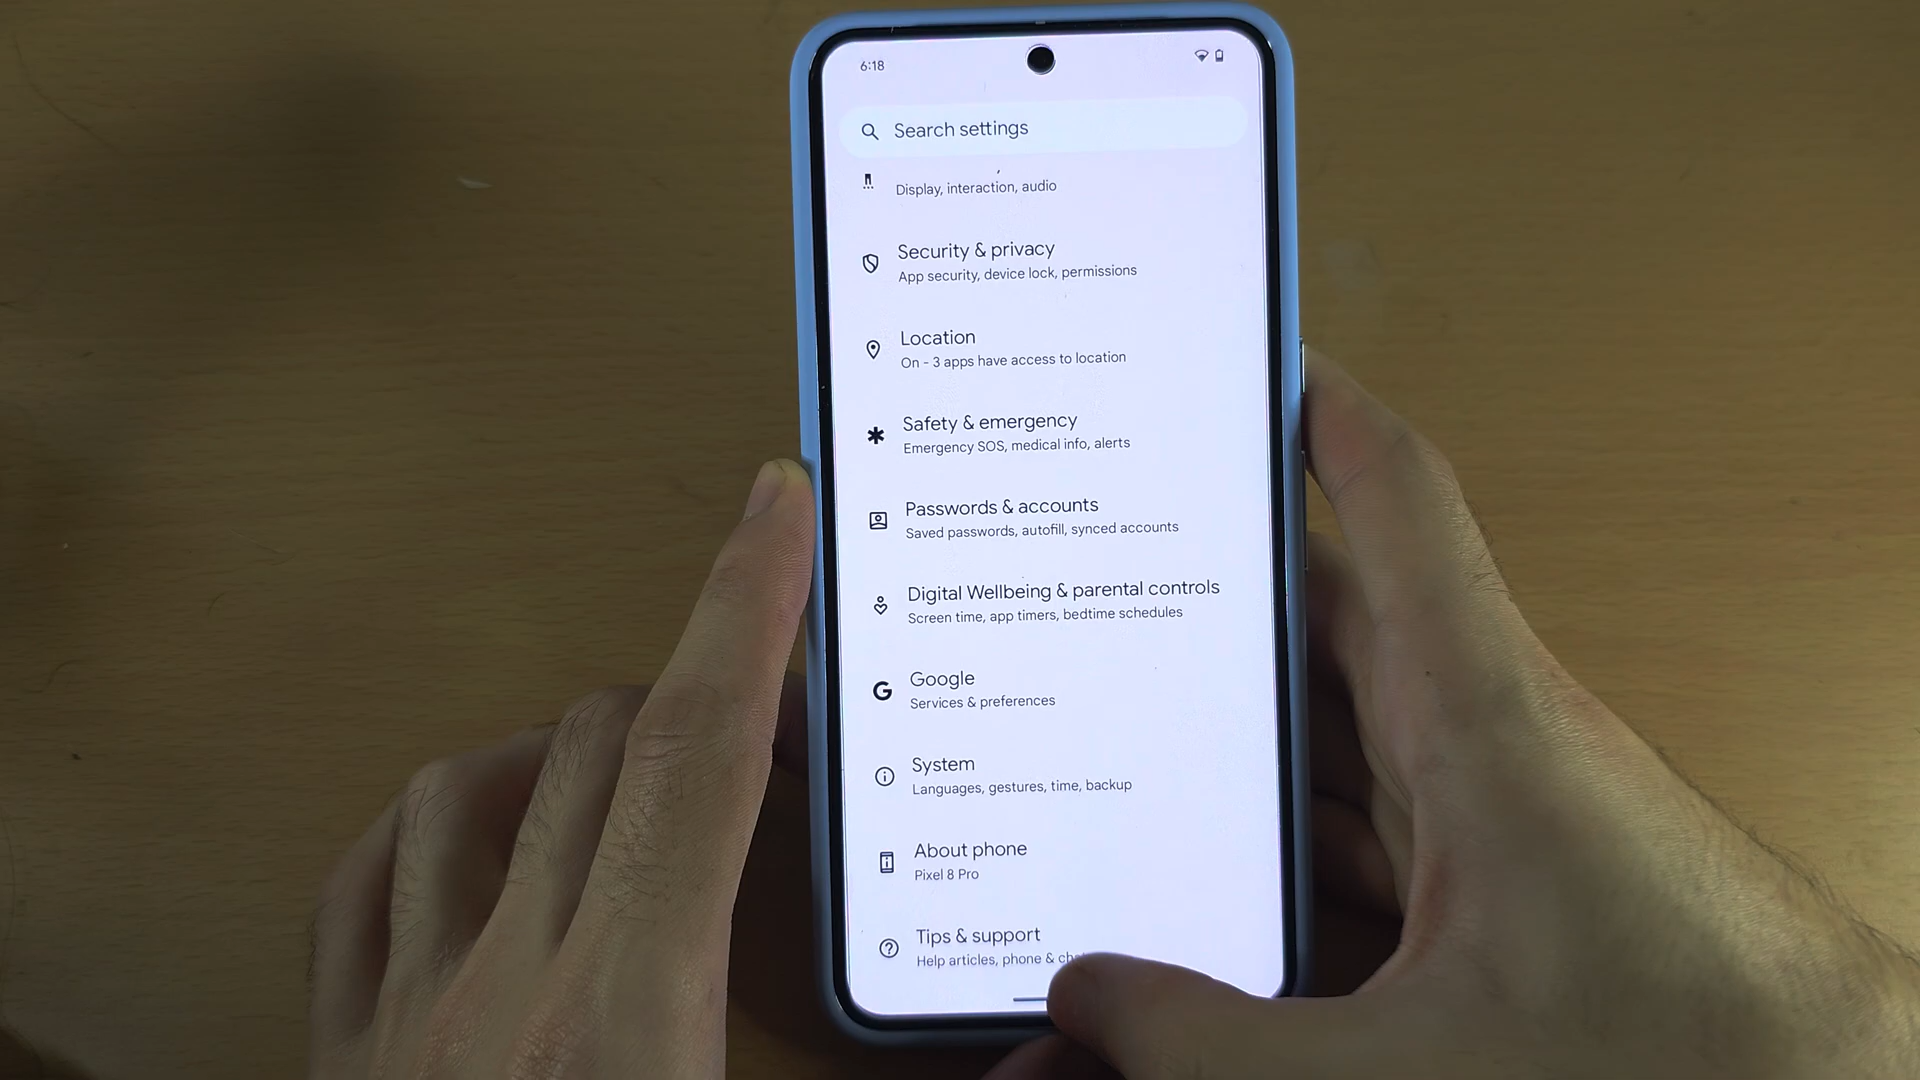 6:18
Search settings
Display, interaction, audio
Security & privacy
App security, device lock, permissions
Location
On - 3 apps have access to location
Safety & emergency
Emergency SOS, medical info, alerts
Passwords & accounts
Saved passwords, autofill, synced accounts
Digital Wellbeing & parental controls
Screen time, app timers, bedtime schedules
Google
Services & preferences
System
Languages, gestures, time, backup
About phone
Pixel 8 Pro
Tips & support
Help articles, phone &